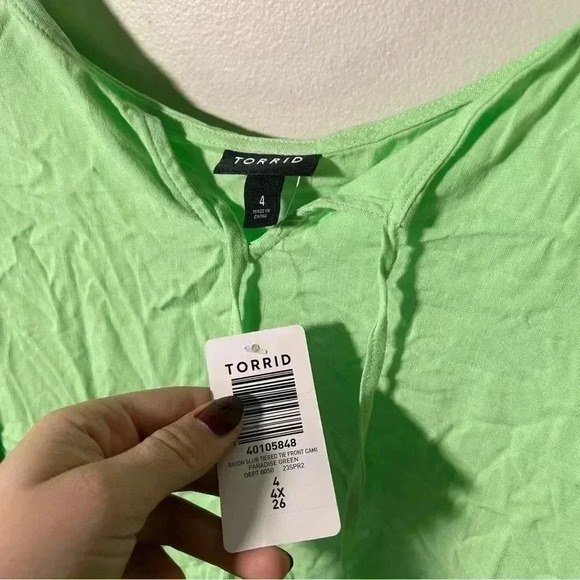 TORRID
4
MADE IN
CHINA
TORRID
40105848
RAYON SLUB TIERED TIE FRONT CAMI
PARADISE GREEN
DEPT 0050 23SPR2
4
4X
26